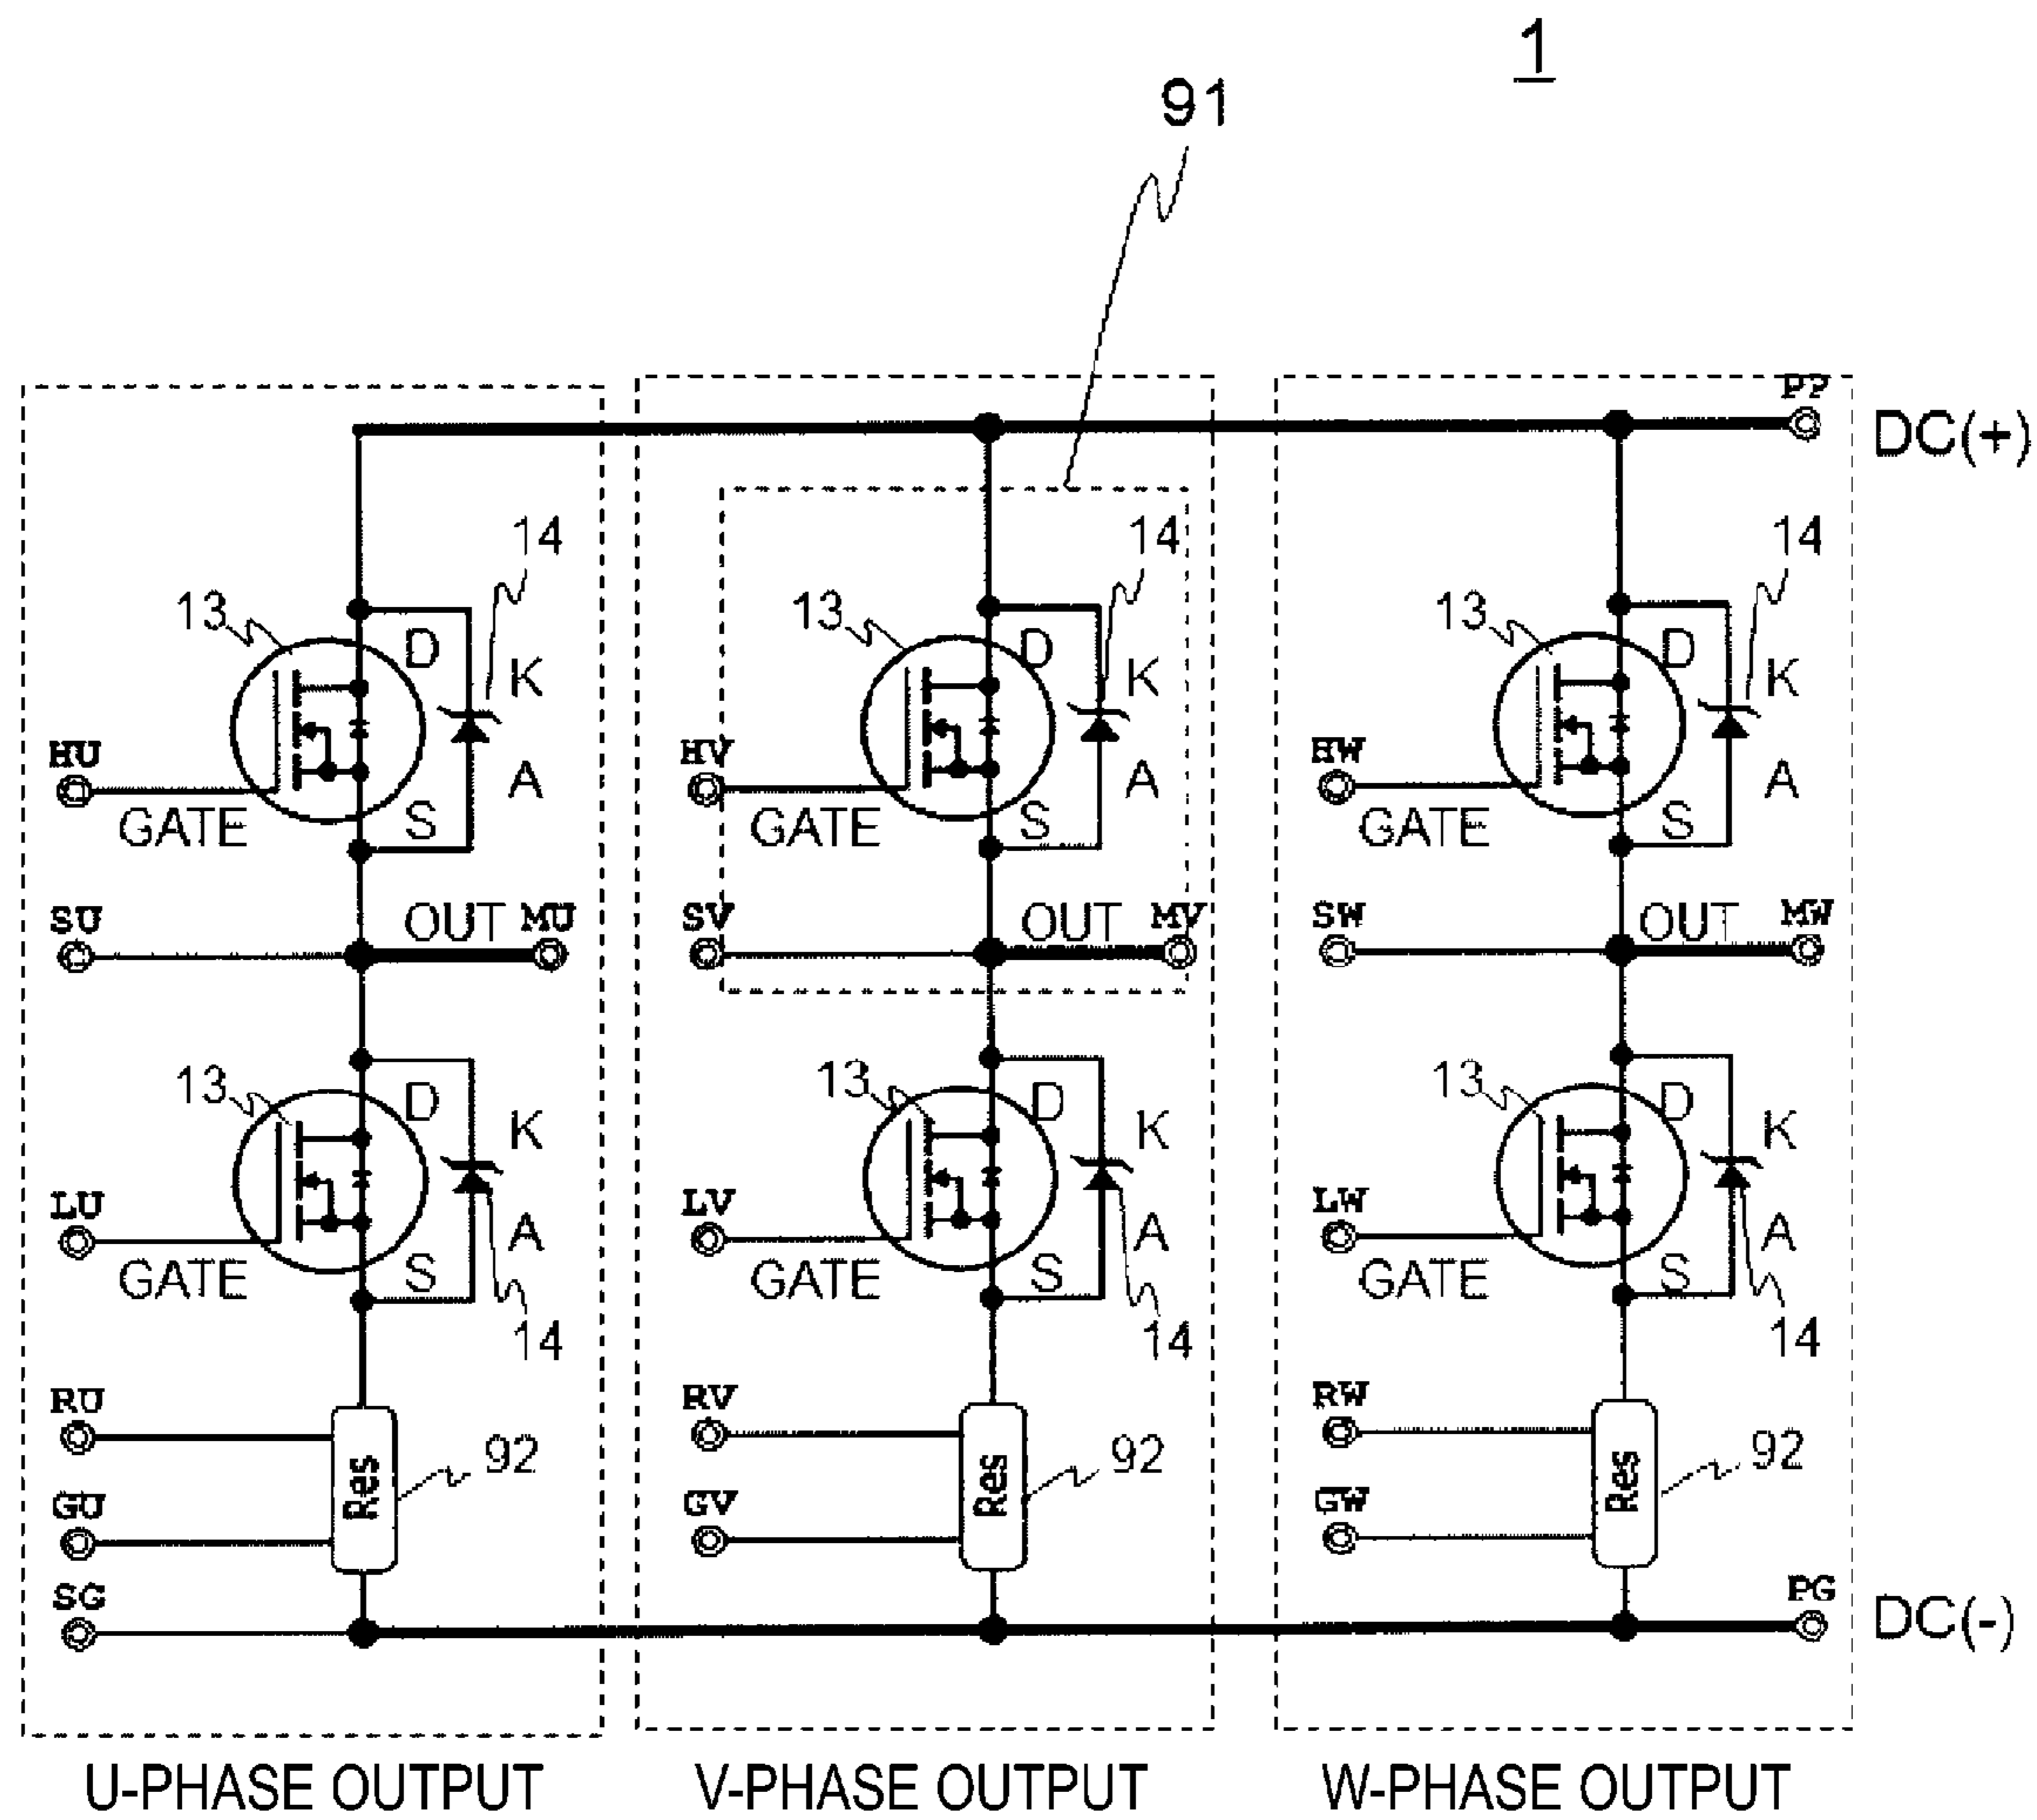 1
91
PP
DC(+)
14 14 14
13 D K 13 D K 13 D K
HU A HV A HW A
GATE S GATE S GATE S
SU OUT MU SV OUT MV SW OUT MW
13 D K 13 D K 13 D K
LU A LV A LW A
GATE S GATE S GATE S
14 14 14
RU RV RW
Res 92 Res 92 Res 92
GU GV GW
SG PG
DC(-)
U-PHASE OUTPUT V-PHASE OUTPUT W-PHASE OUTPUT